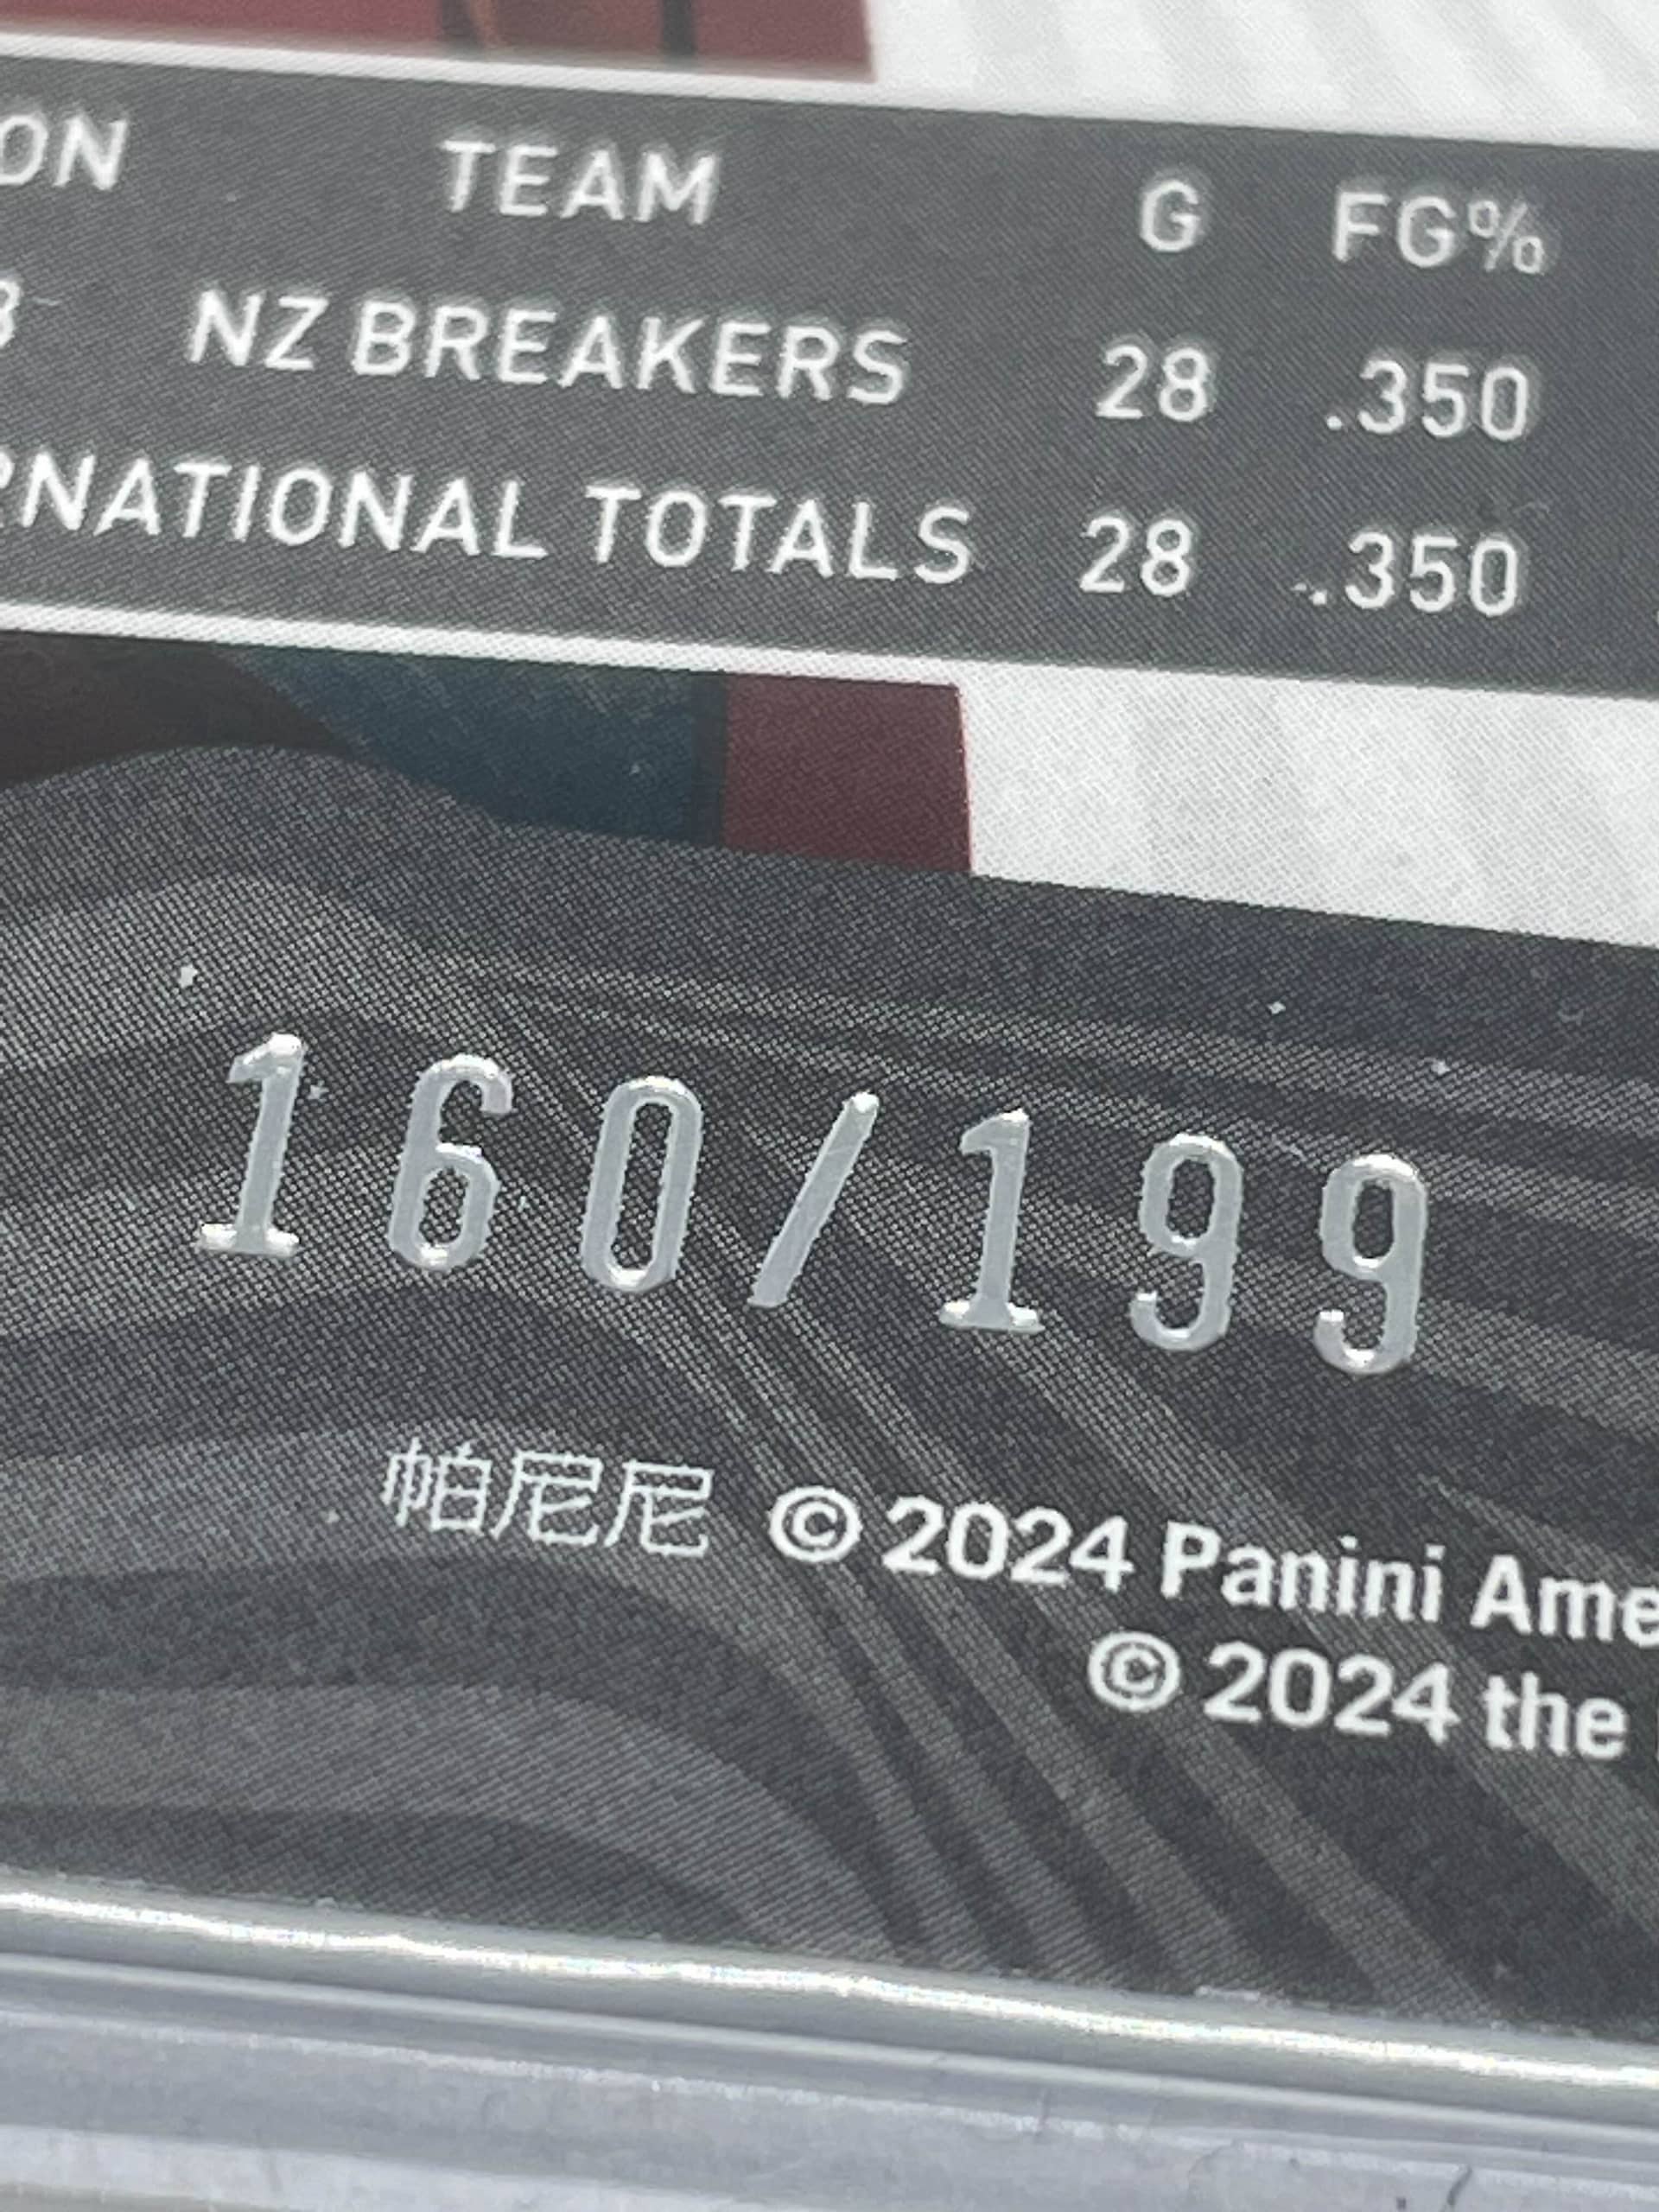 ON TEAM G FG%
NZ BREAKERS 28 .350
RNATIONAL TOTALS 28 .350
160/199
帕尼尼 © 2024 Panini Ame
© 2024 the